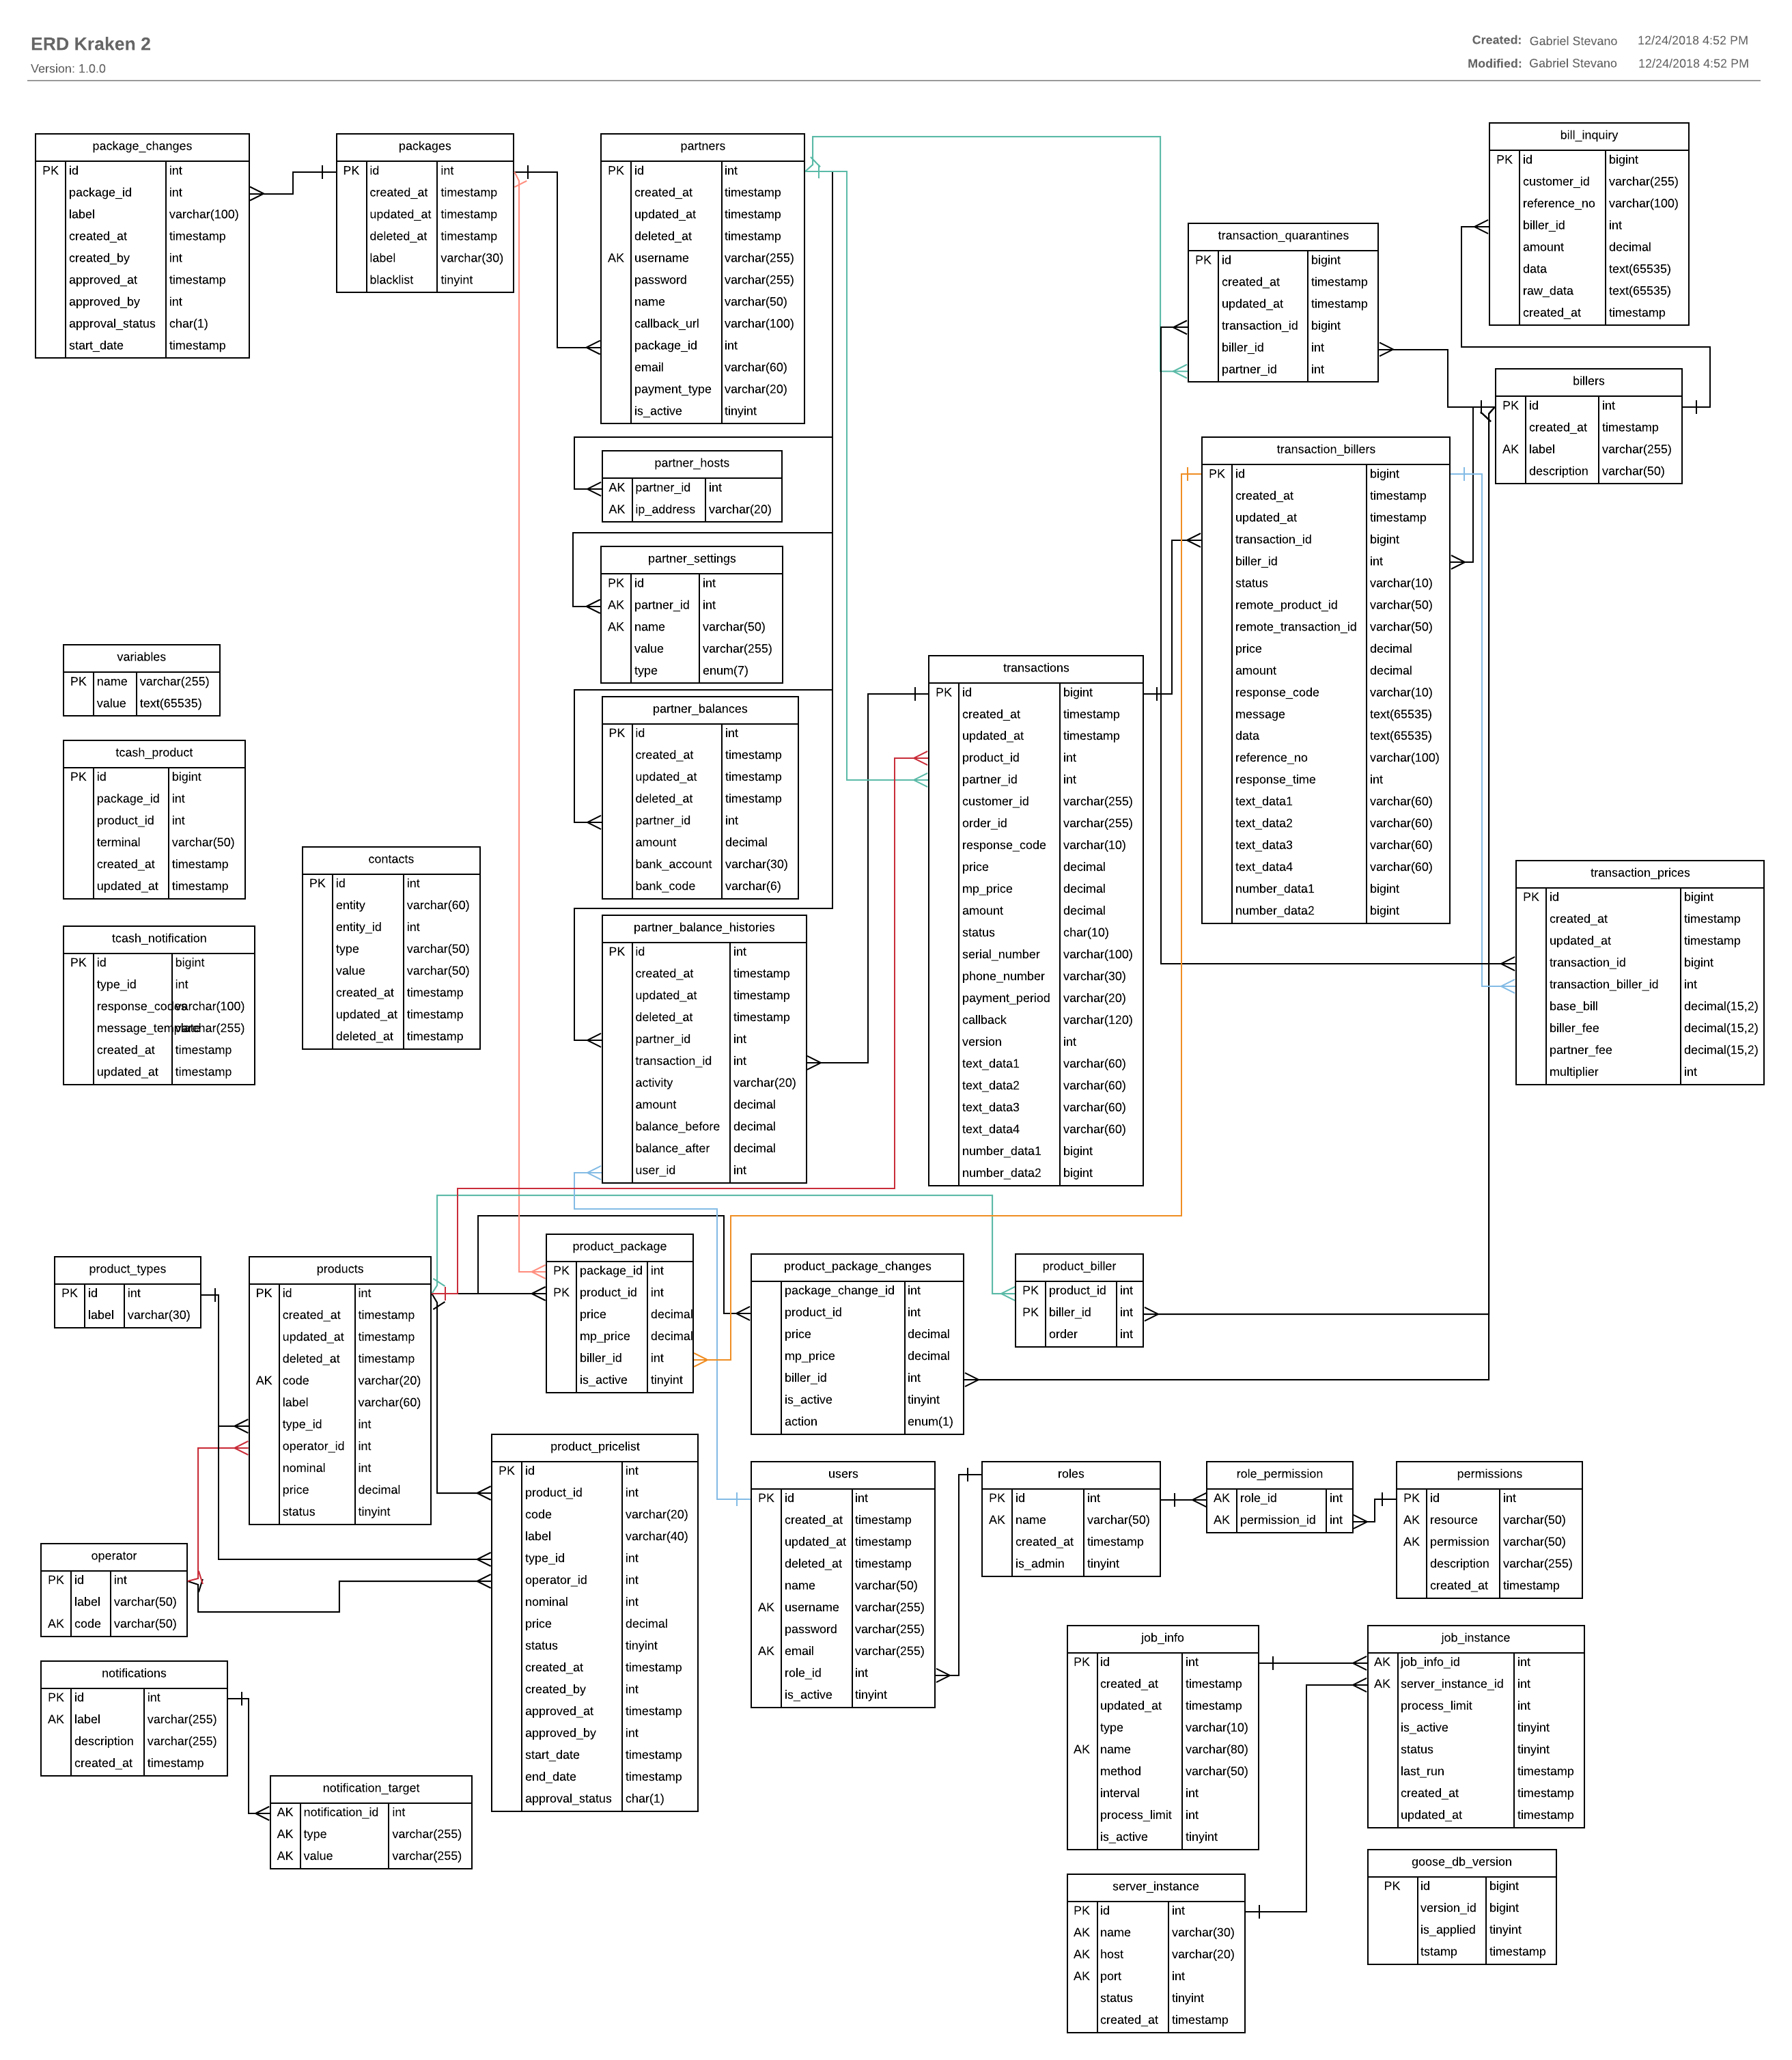 ERD Kraken 2
Version: 1.0.0
Created: Gabriel Stevano 12/24/2018 4:52 PM
Modified: Gabriel Stevano 12/24/2018 4:52 PM
package_changes
PK id int
package_id int
label varchar(100)
created_at timestamp
created_by int
approved_at timestamp
approved_by int
approval_status char(1)
start_date timestamp
packages
PK id int
created_at timestamp
updated_at timestamp
deleted_at timestamp
label varchar(30)
blacklist tinyint
partners
PK id int
created_at timestamp
updated_at timestamp
deleted_at timestamp
AK username varchar(255)
password varchar(255)
name varchar(50)
callback_url varchar(100)
package_id int
email varchar(60)
payment_type varchar(20)
is_active tinyint
bill_inquiry
PK id bigint
customer_id varchar(255)
reference_no varchar(100)
biller_id int
amount decimal
data text(65535)
raw_data text(65535)
created_at timestamp
transaction_quarantines
PK id bigint
created_at timestamp
updated_at timestamp
transaction_id bigint
biller_id int
partner_id int
billers
PK id int
created_at timestamp
AK label varchar(255)
description varchar(50)
partner_hosts
AK partner_id int
AK ip_address varchar(20)
transaction_billers
PK id bigint
created_at timestamp
updated_at timestamp
transaction_id bigint
biller_id int
status varchar(10)
remote_product_id varchar(50)
remote_transaction_id varchar(50)
price decimal
amount decimal
response_code varchar(10)
message text(65535)
data text(65535)
reference_no varchar(100)
response_time int
text_data1 varchar(60)
text_data2 varchar(60)
text_data3 varchar(60)
text_data4 varchar(60)
number_data1 bigint
number_data2 bigint
partner_settings
PK id int
AK partner_id int
AK name varchar(50)
value varchar(255)
type enum(7)
variables
PK name varchar(255)
value text(65535)
partner_balances
PK id int
created_at timestamp
updated_at timestamp
deleted_at timestamp
partner_id int
amount decimal
bank_account varchar(30)
bank_code varchar(6)
transactions
PK id bigint
created_at timestamp
updated_at timestamp
product_id int
partner_id int
customer_id varchar(255)
order_id varchar(255)
response_code varchar(10)
price decimal
mp_price decimal
amount decimal
status char(10)
serial_number varchar(100)
phone_number varchar(30)
payment_period varchar(20)
callback varchar(120)
version int
text_data1 varchar(60)
text_data2 varchar(60)
text_data3 varchar(60)
text_data4 varchar(60)
number_data1 bigint
number_data2 bigint
tcash_product
PK id bigint
package_id int
product_id int
terminal varchar(50)
created_at timestamp
updated_at timestamp
contacts
PK id int
entity varchar(60)
entity_id int
type varchar(50)
value varchar(50)
created_at timestamp
updated_at timestamp
deleted_at timestamp
transaction_prices
PK id bigint
created_at timestamp
updated_at timestamp
transaction_id bigint
transaction_biller_id int
base_bill decimal(15,2)
biller_fee decimal(15,2)
partner_fee decimal(15,2)
multiplier int
tcash_notification
PK id bigint
type_id int
response_codes varchar(100)
message_template varchar(255)
created_at timestamp
updated_at timestamp
partner_balance_histories
PK id int
created_at timestamp
updated_at timestamp
deleted_at timestamp
partner_id int
transaction_id int
activity varchar(20)
amount decimal
balance_before decimal
balance_after decimal
user_id int
product_types
PK id int
label varchar(30)
products
PK id int
created_at timestamp
updated_at timestamp
deleted_at timestamp
AK code varchar(20)
label varchar(60)
type_id int
operator_id int
nominal int
price decimal
status tinyint
product_package
PK package_id int
PK product_id int
price decimal
mp_price decimal
biller_id int
is_active tinyint
product_package_changes
package_change_id int
product_id int
price decimal
mp_price decimal
biller_id int
is_active tinyint
action enum(1)
product_biller
PK product_id int
PK biller_id int
order int
product_pricelist
PK id int
product_id int
code varchar(20)
label varchar(40)
type_id int
operator_id int
nominal int
price decimal
status tinyint
created_at timestamp
created_by int
approved_at timestamp
approved_by int
start_date timestamp
end_date timestamp
approval_status char(1)
users
PK id int
created_at timestamp
updated_at timestamp
deleted_at timestamp
name varchar(50)
AK username varchar(255)
password varchar(255)
AK email varchar(255)
role_id int
is_active tinyint
roles
PK id int
AK name varchar(50)
created_at timestamp
is_admin tinyint
role_permission
AK role_id int
AK permission_id int
permissions
PK id int
AK resource varchar(50)
AK permission varchar(50)
description varchar(255)
created_at timestamp
operator
PK id int
label varchar(50)
AK code varchar(50)
notifications
PK id int
AK label varchar(255)
description varchar(255)
created_at timestamp
notification_target
AK notification_id int
AK type varchar(255)
AK value varchar(255)
job_info
PK id int
created_at timestamp
updated_at timestamp
type varchar(10)
AK name varchar(80)
method varchar(50)
interval int
process_limit int
is_active tinyint
job_instance
AK job_info_id int
AK server_instance_id int
process_limit int
is_active tinyint
status tinyint
last_run timestamp
created_at timestamp
updated_at timestamp
server_instance
PK id int
AK name varchar(30)
AK host varchar(20)
AK port int
status tinyint
created_at timestamp
goose_db_version
PK id bigint
version_id bigint
is_applied tinyint
tstamp timestamp